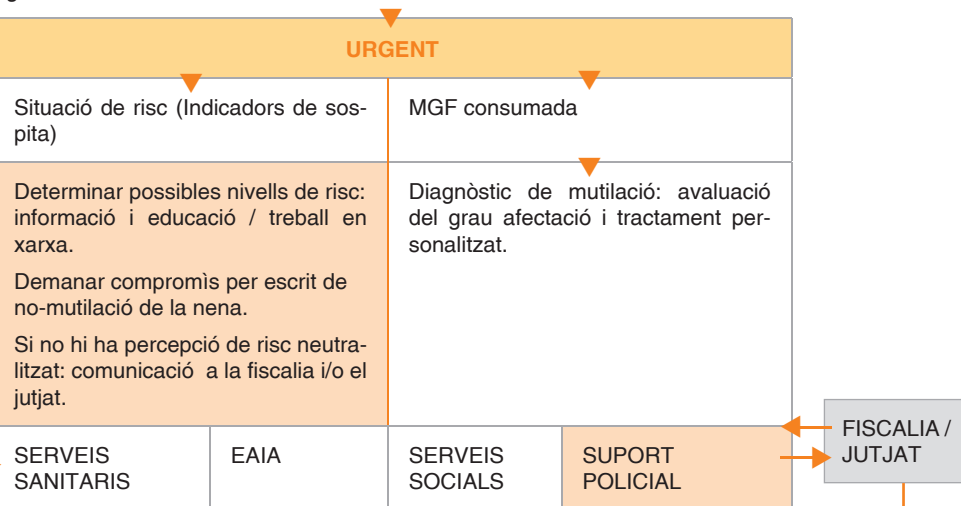 URGENT
Situació de risc (Indicadors de sos-
pita)
MGF consumada
Determinar possibles nivells de risc:
informació i educació / treball en
xarxa.
Demanar compromìs per escrit de
no-mutilació de la nena.
Si no hi ha percepció de risc neutra-
litzat: comunicació a la fiscalia i/o el
jutjat.
Diagnòstic de mutilació: avaluació
del grau afectació i tractament per-
sonalitzat.
SERVEIS
SANITARIS
EAIA
SERVEIS
SOCIALS
SUPORT
POLICIAL
FISCALIA /
JUTJAT